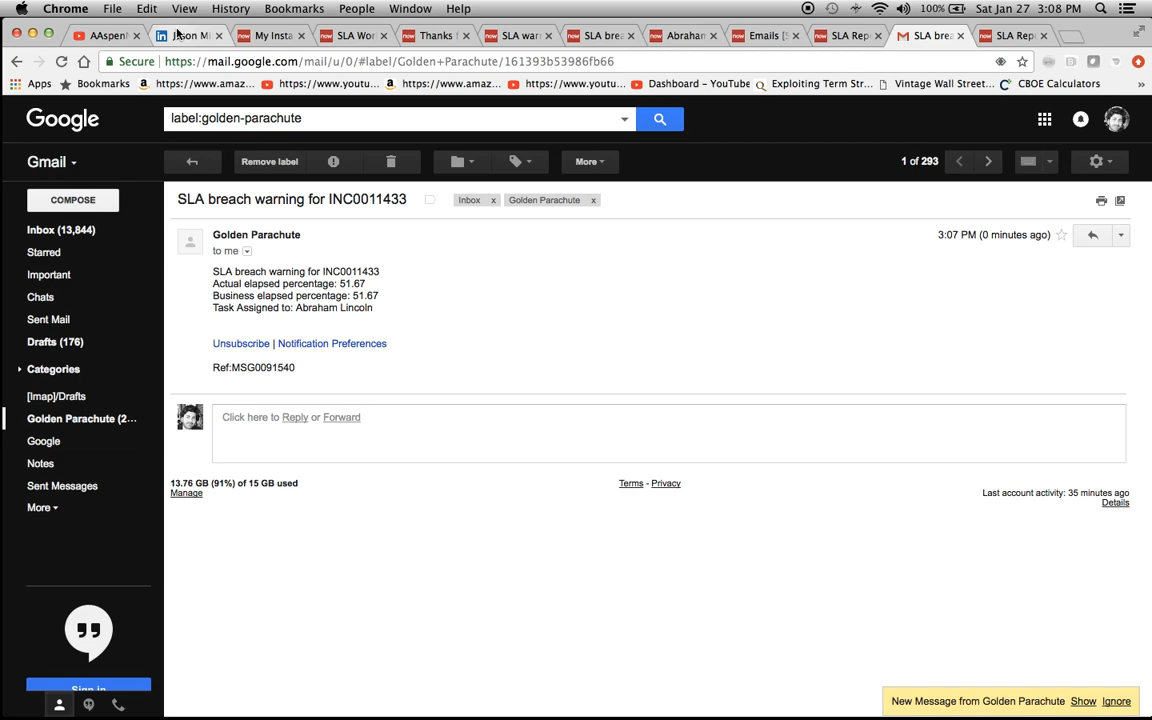 Chrome File Edit View History Bookmarks People Window Help 100% Sat Jan 27 3:08 PM
AAspen My Insta SLA Wor Thanks f SLA warn SLA brea Abraham Emails [S SLA Rep SLA brea SLA Rep
Secure https://mail.google.com/mail/u/0/#label/Golden+Parachute/161393b53986fb66
Apps Bookmarks https://www.amaz... https://www.youtu... https://www.amaz... https://www.youtu... Dashboard - YouTube Exploiting Term Str... Vintage Wall Street... CBOE Calculators »
Google label:golden-parachute
Gmail Remove label More 1 of 293
COMPOSE
SLA breach warning for INC0011433 Inbox x Golden Parachute x
Inbox (13,844)
Starred
Important
Chats
Sent Mail
Drafts (176)
Categories
[Imap]/Drafts
Golden Parachute (2...
Google
Notes
Sent Messages
More
Golden Parachute 3:07 PM (0 minutes ago)
to me
SLA breach warning for INC0011433
Actual elapsed percentage: 51.67
Business elapsed percentage: 51.67
Task Assigned to: Abraham Lincoln
Unsubscribe | Notification Preferences
Ref:MSG0091540
Click here to Reply or Forward
13.76 GB (91%) of 15 GB used
Manage
Terms - Privacy
Last account activity: 35 minutes ago
Details
Sign in
New Message from Golden Parachute Show Ignore